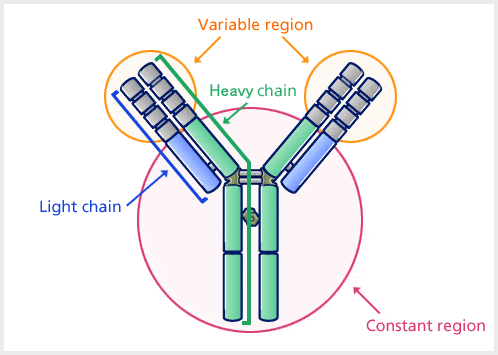 Variable region
Heavy chain
Light chain
Constant region